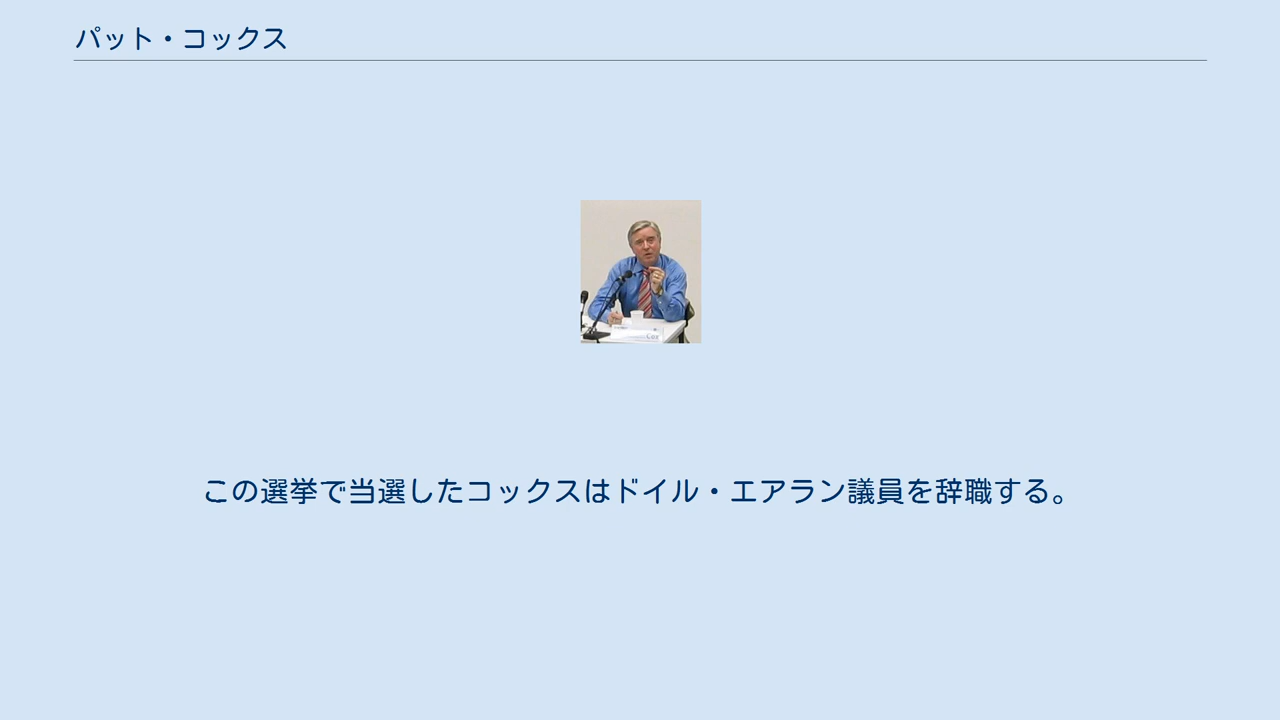 パット・コックス
Cox
この選挙で当選したコックスはドイル・エアラン議員を辞職する。